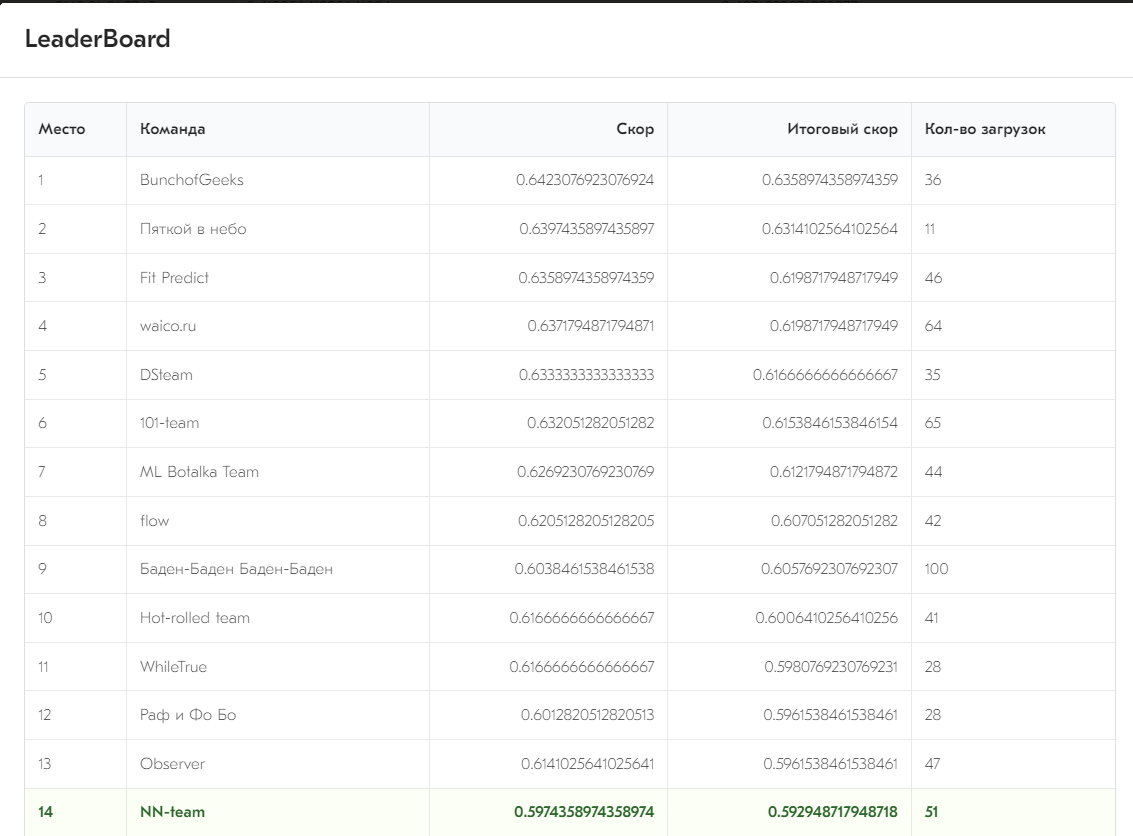 LeaderBoard
Место Команда Скор Итоговый скор Кол-во загрузок
1 BunchofGeeks 0.6423076923076924 0.6358974358974359 36
2 Пяткой в небо 0.6397435897435897 0.6314102564102564 11
3 Fit Predict 0.6358974358974359 0.6198717948717949 46
4 waico.ru 0.6371794871794871 0.6198717948717949 64
5 DSteam 0.6333333333333333 0.6166666666666667 35
6 101-team 0.632051282051282 0.6153846153846154 65
7 ML Botalka Team 0.6269230769230769 0.6121794871794872 44
8 flow 0.6205128205128205 0.607051282051282 42
9 Баден-Баден Баден-Баден 0.6038461538461538 0.6057692307692307 100
10 Hot-rolled team 0.6166666666666667 0.6006410256410256 41
11 WhileTrue 0.6166666666666667 0.5980769230769231 28
12 Раф и Фо Бо 0.6012820512820513 0.5961538461538461 28
13 Observer 0.6141025641025641 0.5961538461538461 47
14 NN-team 0.5974358974358974 0.592948717948718 51